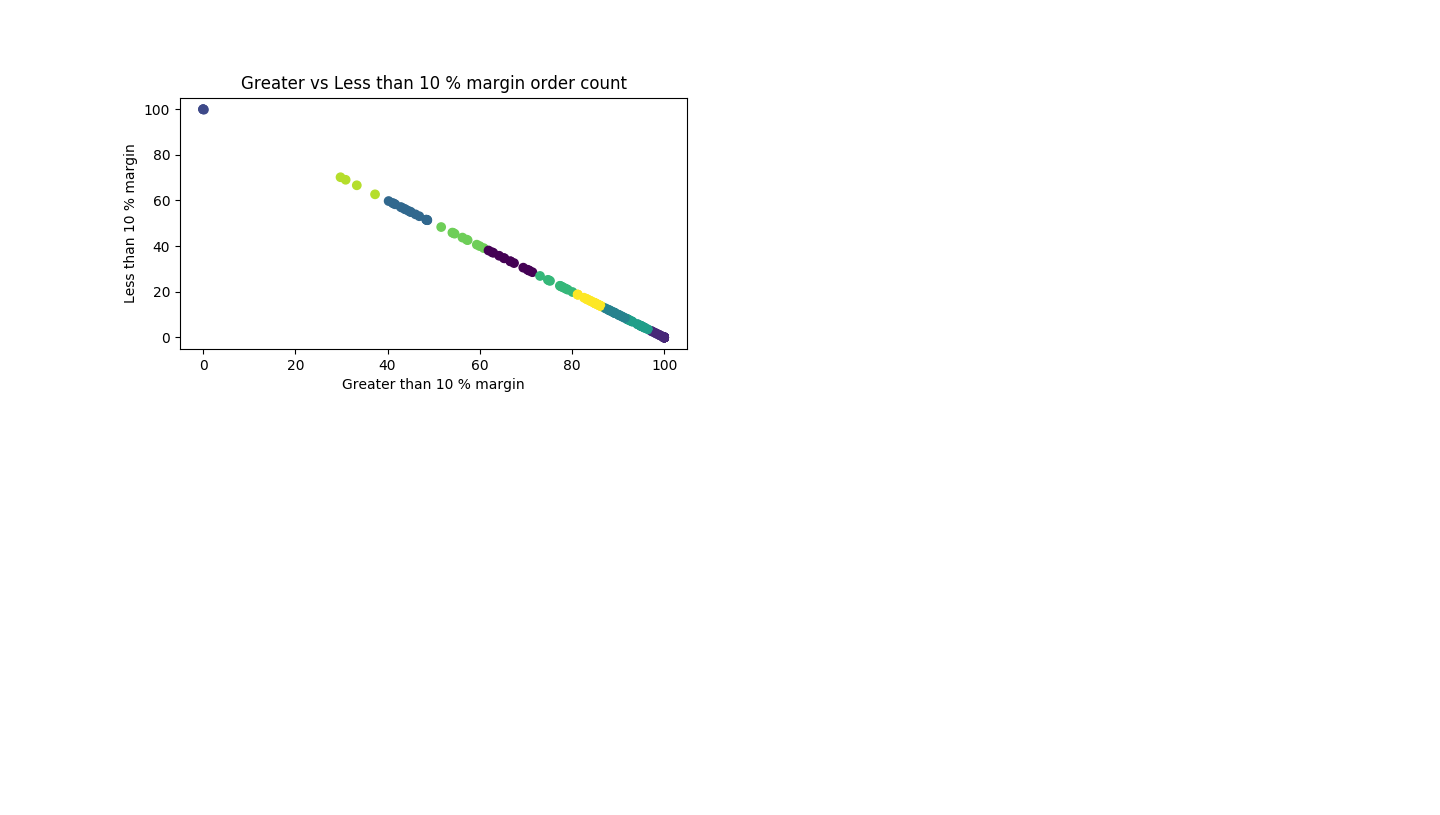 Greater vs Less than 10 % margin order count
100
80
60
40
20
0
Less than 10 % margin
0 20 40 60 80 100
Greater than 10 % margin